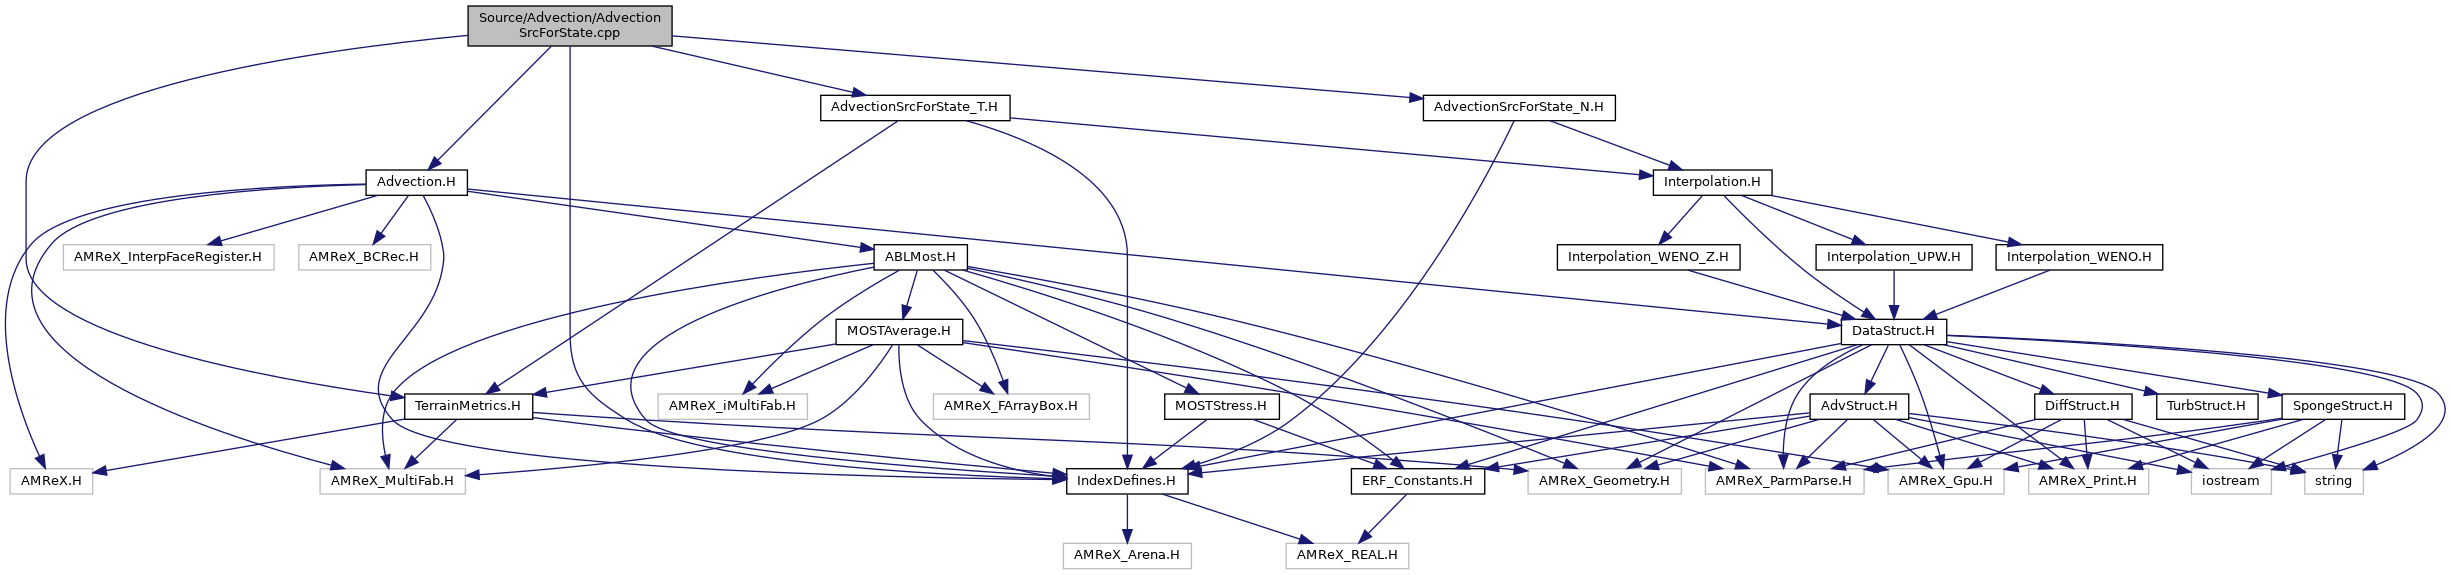 Source/Advection/Advection
SrcForState.cpp
AdvectionSrcForState_T.H
AdvectionSrcForState_N.H
Advection.H
Interpolation.H
AMReX_InterpFaceRegister.H
AMReX_BCRec.H
ABLMost.H
Interpolation_WENO_Z.H
Interpolation_UPW.H
Interpolation_WENO.H
MOSTAverage.H
DataStruct.H
TerrainMetrics.H
AMReX_iMultiFab.H
AMReX_FArrayBox.H
MOSTStress.H
AdvStruct.H
DiffStruct.H
TurbStruct.H
SpongeStruct.H
AMReX.H
AMReX_MultiFab.H
IndexDefines.H
ERF_Constants.H
AMReX_Geometry.H
AMReX_ParmParse.H
AMReX_Gpu.H
AMReX_Print.H
iostream
string
AMReX_Arena.H
AMReX_REAL.H